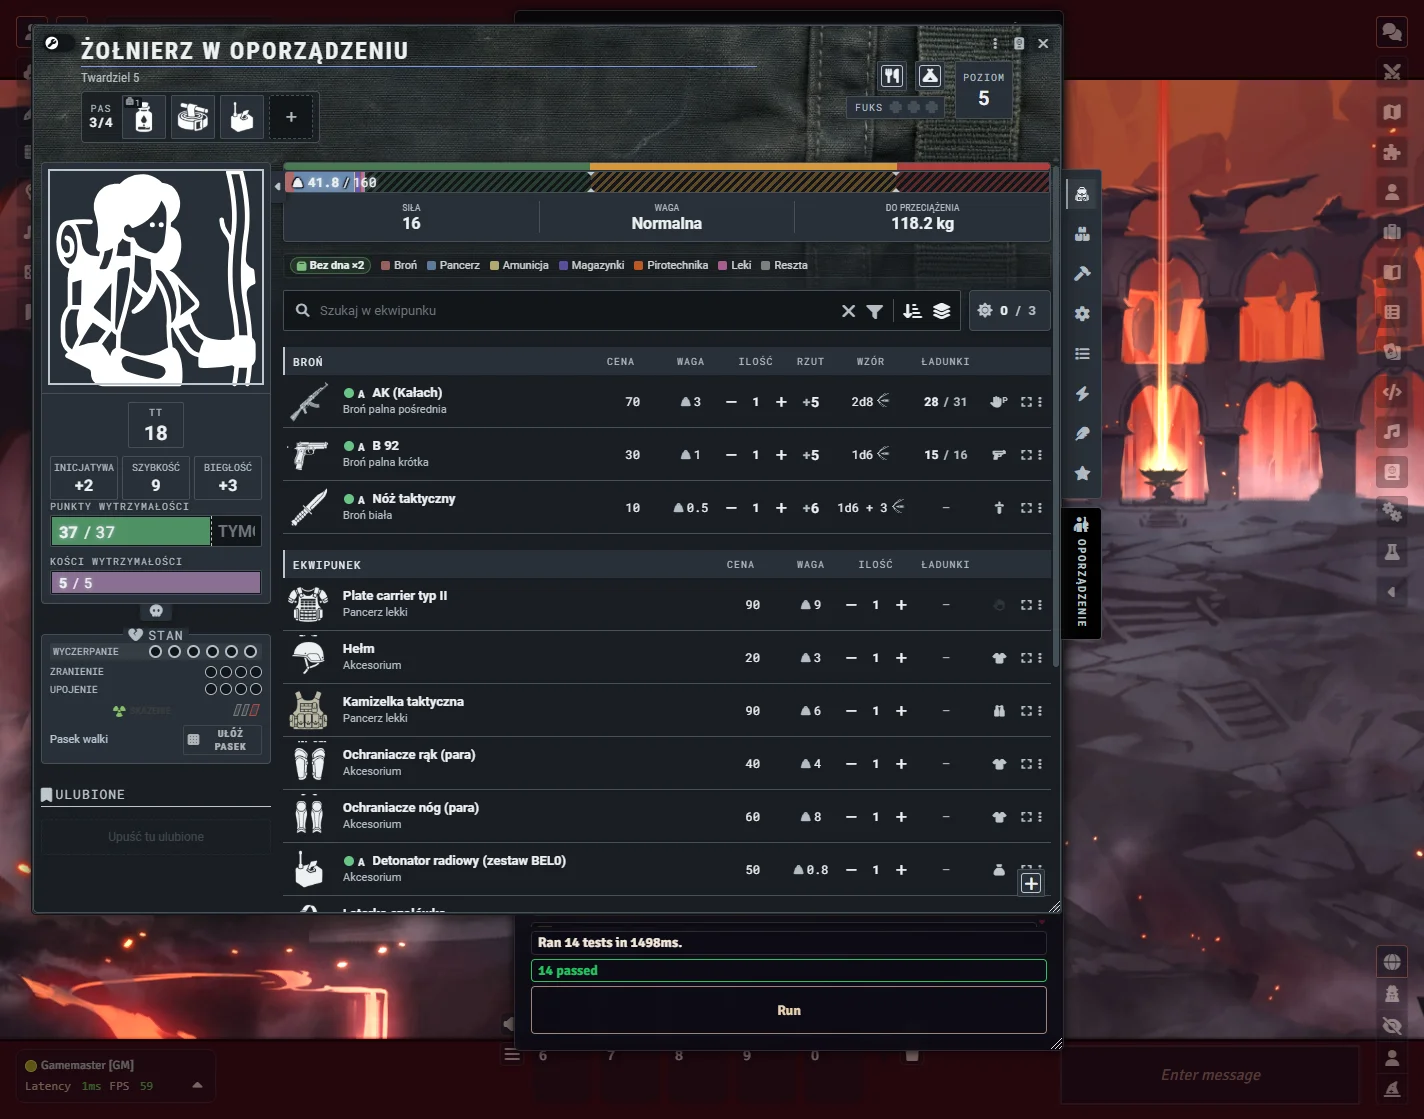 ŻOŁNIERZ W OPORZĄDZENIU
Twardziel 5
PAS
3/4
1
+
FUKS
POZIOM
5
41.8 / 160
SIŁA
16
WAGA
Normalna
DO PRZECIĄŻENIA
118.2 kg
Bez dna ×2 Broń Pancerz Amunicja Magazynki Pirotechnika Leki Reszta
Szukaj w ekwipunku
0 / 3
BROŃ CENA WAGA ILOŚĆ RZUT WZÓR ŁADUNKI
A AK (Kałach)
Broń palna pośrednia
70 3 — 1 + +5 2d8 28 / 31 P
A B 92
Broń palna krótka
30 1 — 1 + +5 1d6 15 / 16
A Nóż taktyczny
Broń biała
10 0.5 — 1 + +6 1d6 + 3 –
EKWIPUNEK CENA WAGA ILOŚĆ ŁADUNKI
Plate carrier typ II
Pancerz lekki
90 9 — 1 + –
Hełm
Akcesorium
20 3 — 1 + –
Kamizelka taktyczna
Pancerz lekki
90 6 — 1 + –
Ochraniacze rąk (para)
Akcesorium
40 4 — 1 + –
Ochraniacze nóg (para)
Akcesorium
60 8 — 1 + –
A Detonator radiowy (zestaw BEL0)
Akcesorium
50 0.8 — 1 + –
TT
18
INICJATYWA
+2
SZYBKOŚĆ
9
BIEGŁOŚĆ
+3
PUNKTY WYTRZYMAŁOŚCI
37 / 37 TYM
KOŚCI WYTRZYMAŁOŚCI
5 / 5
STAN
WYCZERPANIE
ZRANIENIE
UPOJENIE
SKAŻENIE
Pasek walki
UŁÓŻ
PASEK
ULUBIONE
Upuść tu ulubione
OPORZĄDZENIE
Ran 14 tests in 1498ms.
14 passed
Run
6 7 8 9 0
Gamemaster [GM]
Latency 1ms FPS 59
Enter message